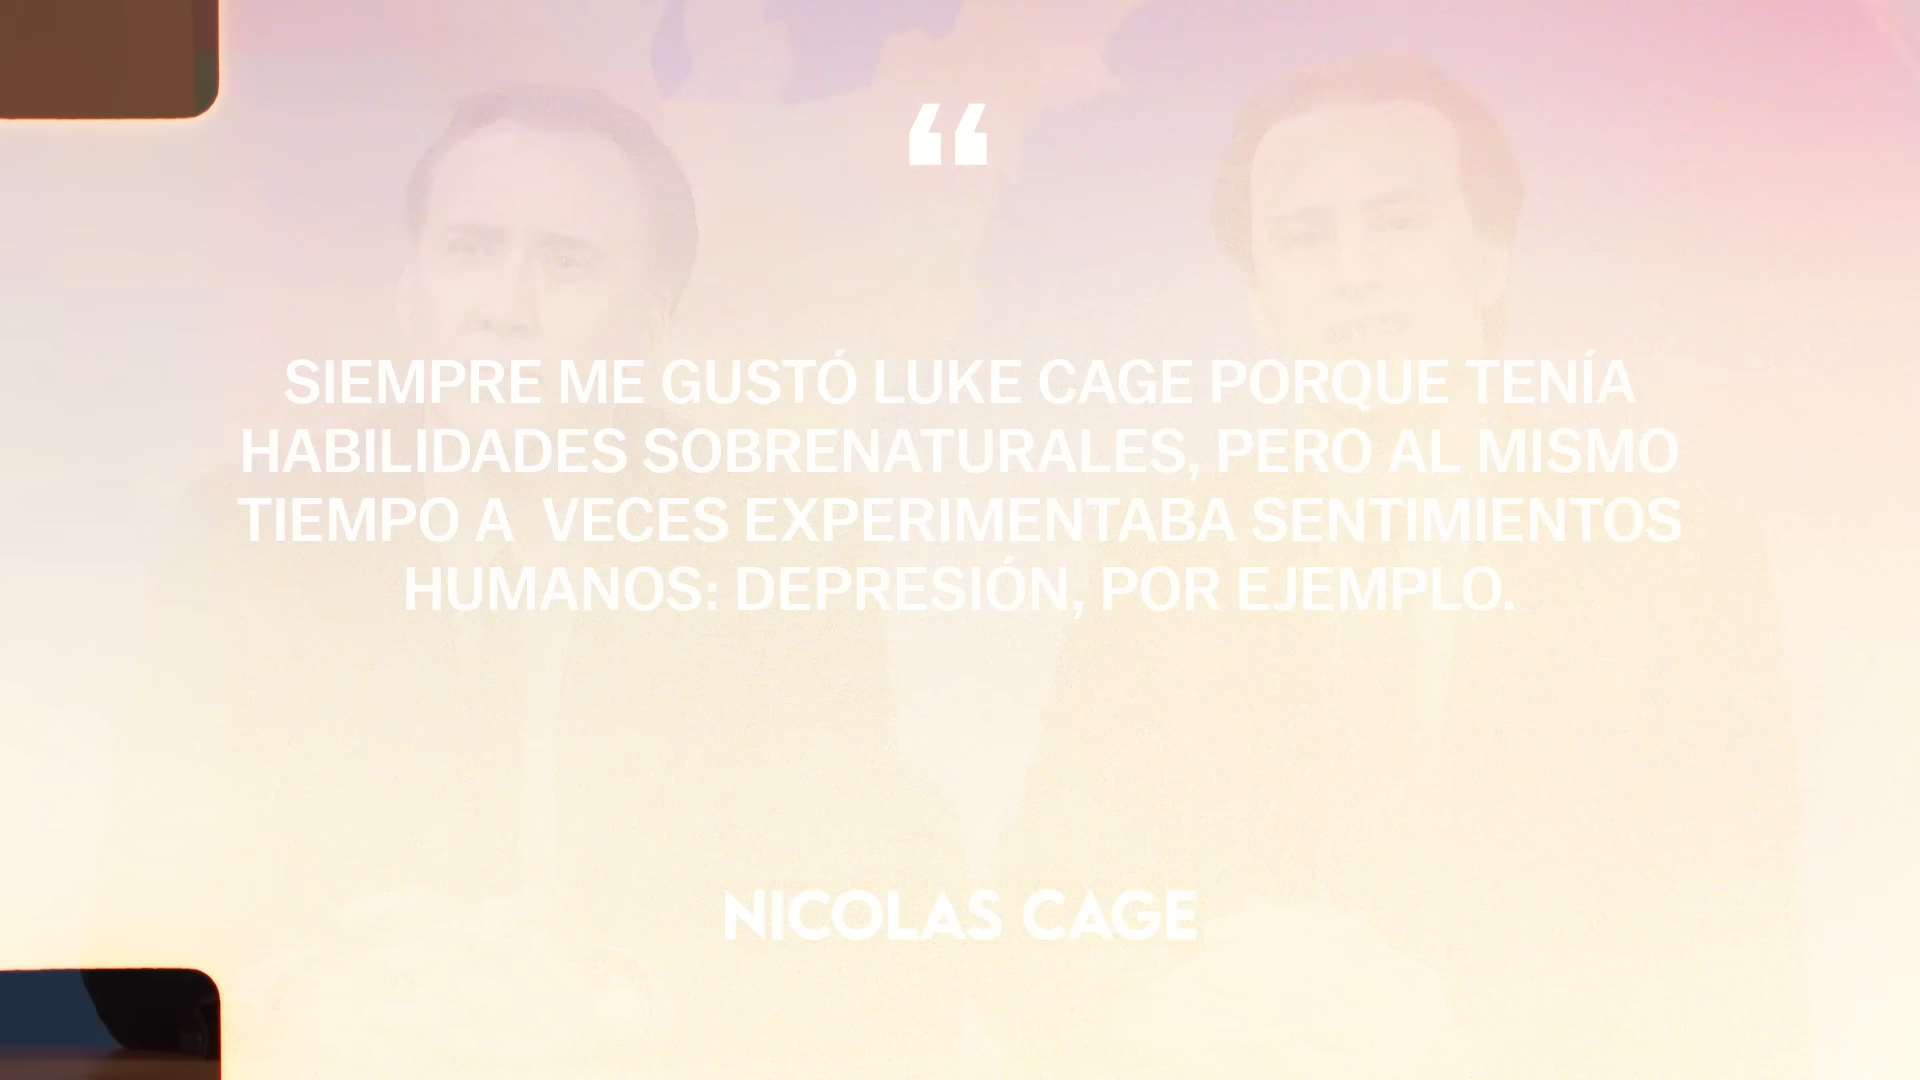 “
SIEMPRE ME GUSTÓ LUKE CAGE PORQUE TENÍA
HABILIDADES SOBRENATURALES, PERO AL MISMO
TIEMPO A  VECES EXPERIMENTABA SENTIMIENTOS
HUMANOS: DEPRESIÓN, POR EJEMPLO.
NICOLAS CAGE